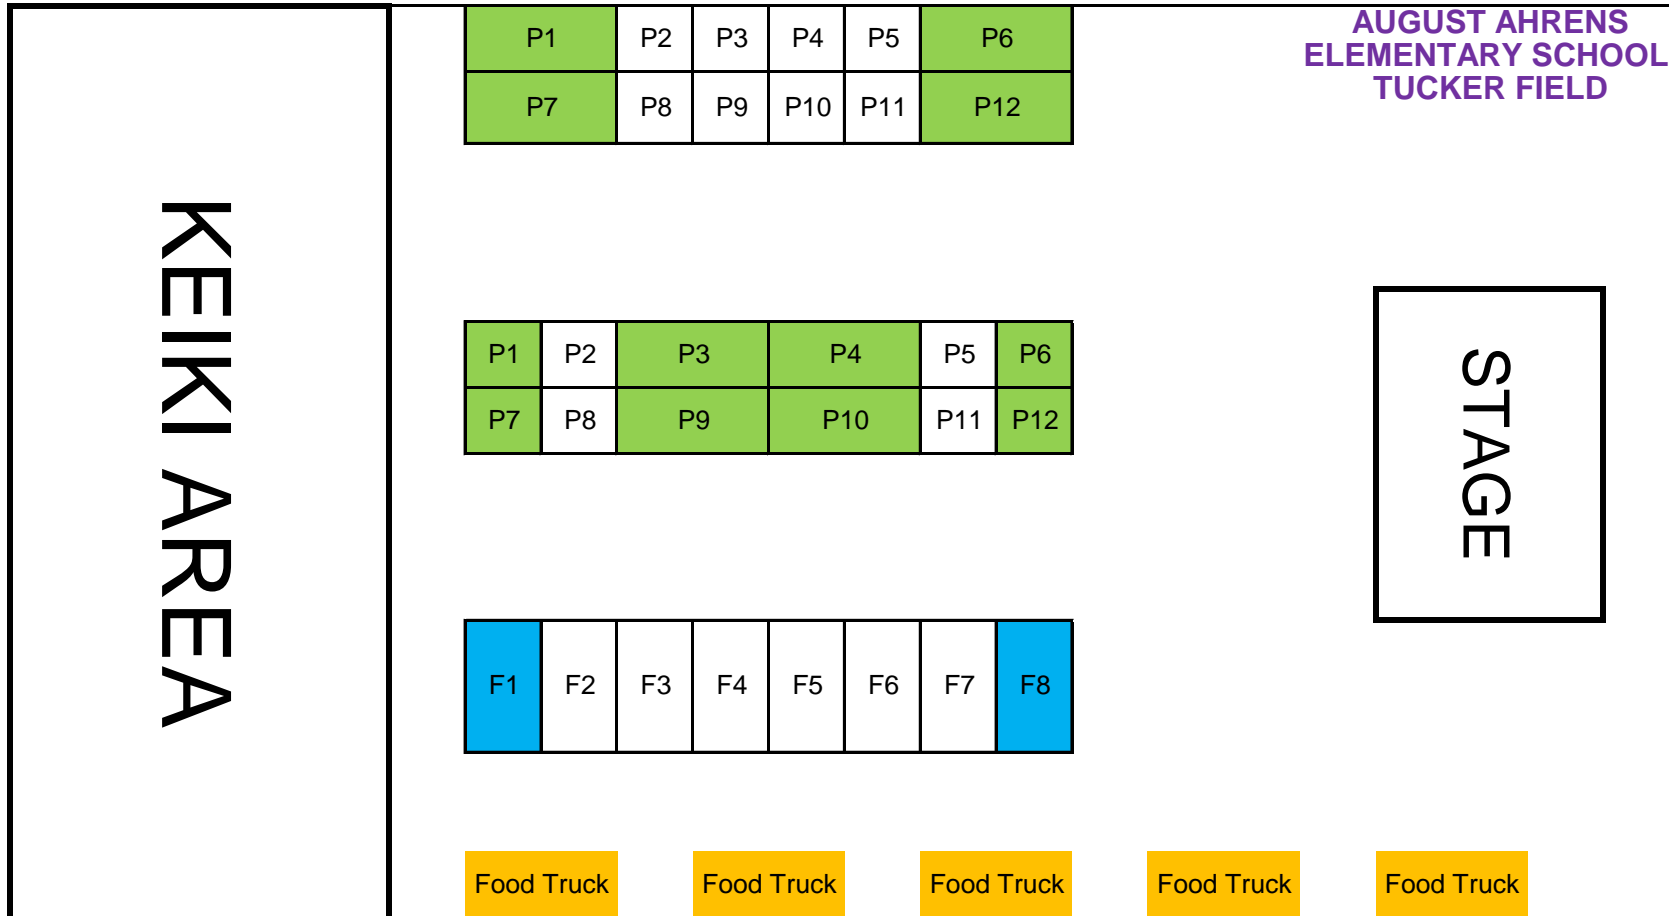 AUGUST AHRENS
ELEMENTARY SCHOOL
TUCKER FIELD
KEIKI AREA
P1 P2 P3 P4 P5 P6
P7 P8 P9 P10 P11 P12
P1 P2 P3 P4 P5 P6
P7 P8 P9 P10 P11 P12
STAGE
F1 F2 F3 F4 F5 F6 F7 F8
Food Truck Food Truck Food Truck Food Truck Food Truck